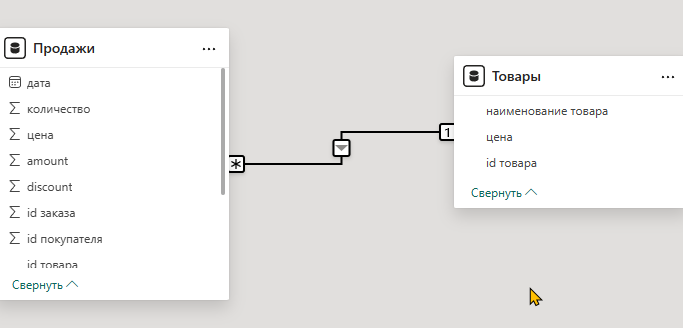 Продажи
дата
количество
цена
amount
discount
id заказа
id покупателя
id товара
Свернуть
*
1
Товары
наименование товара
цена
id товара
Свернуть